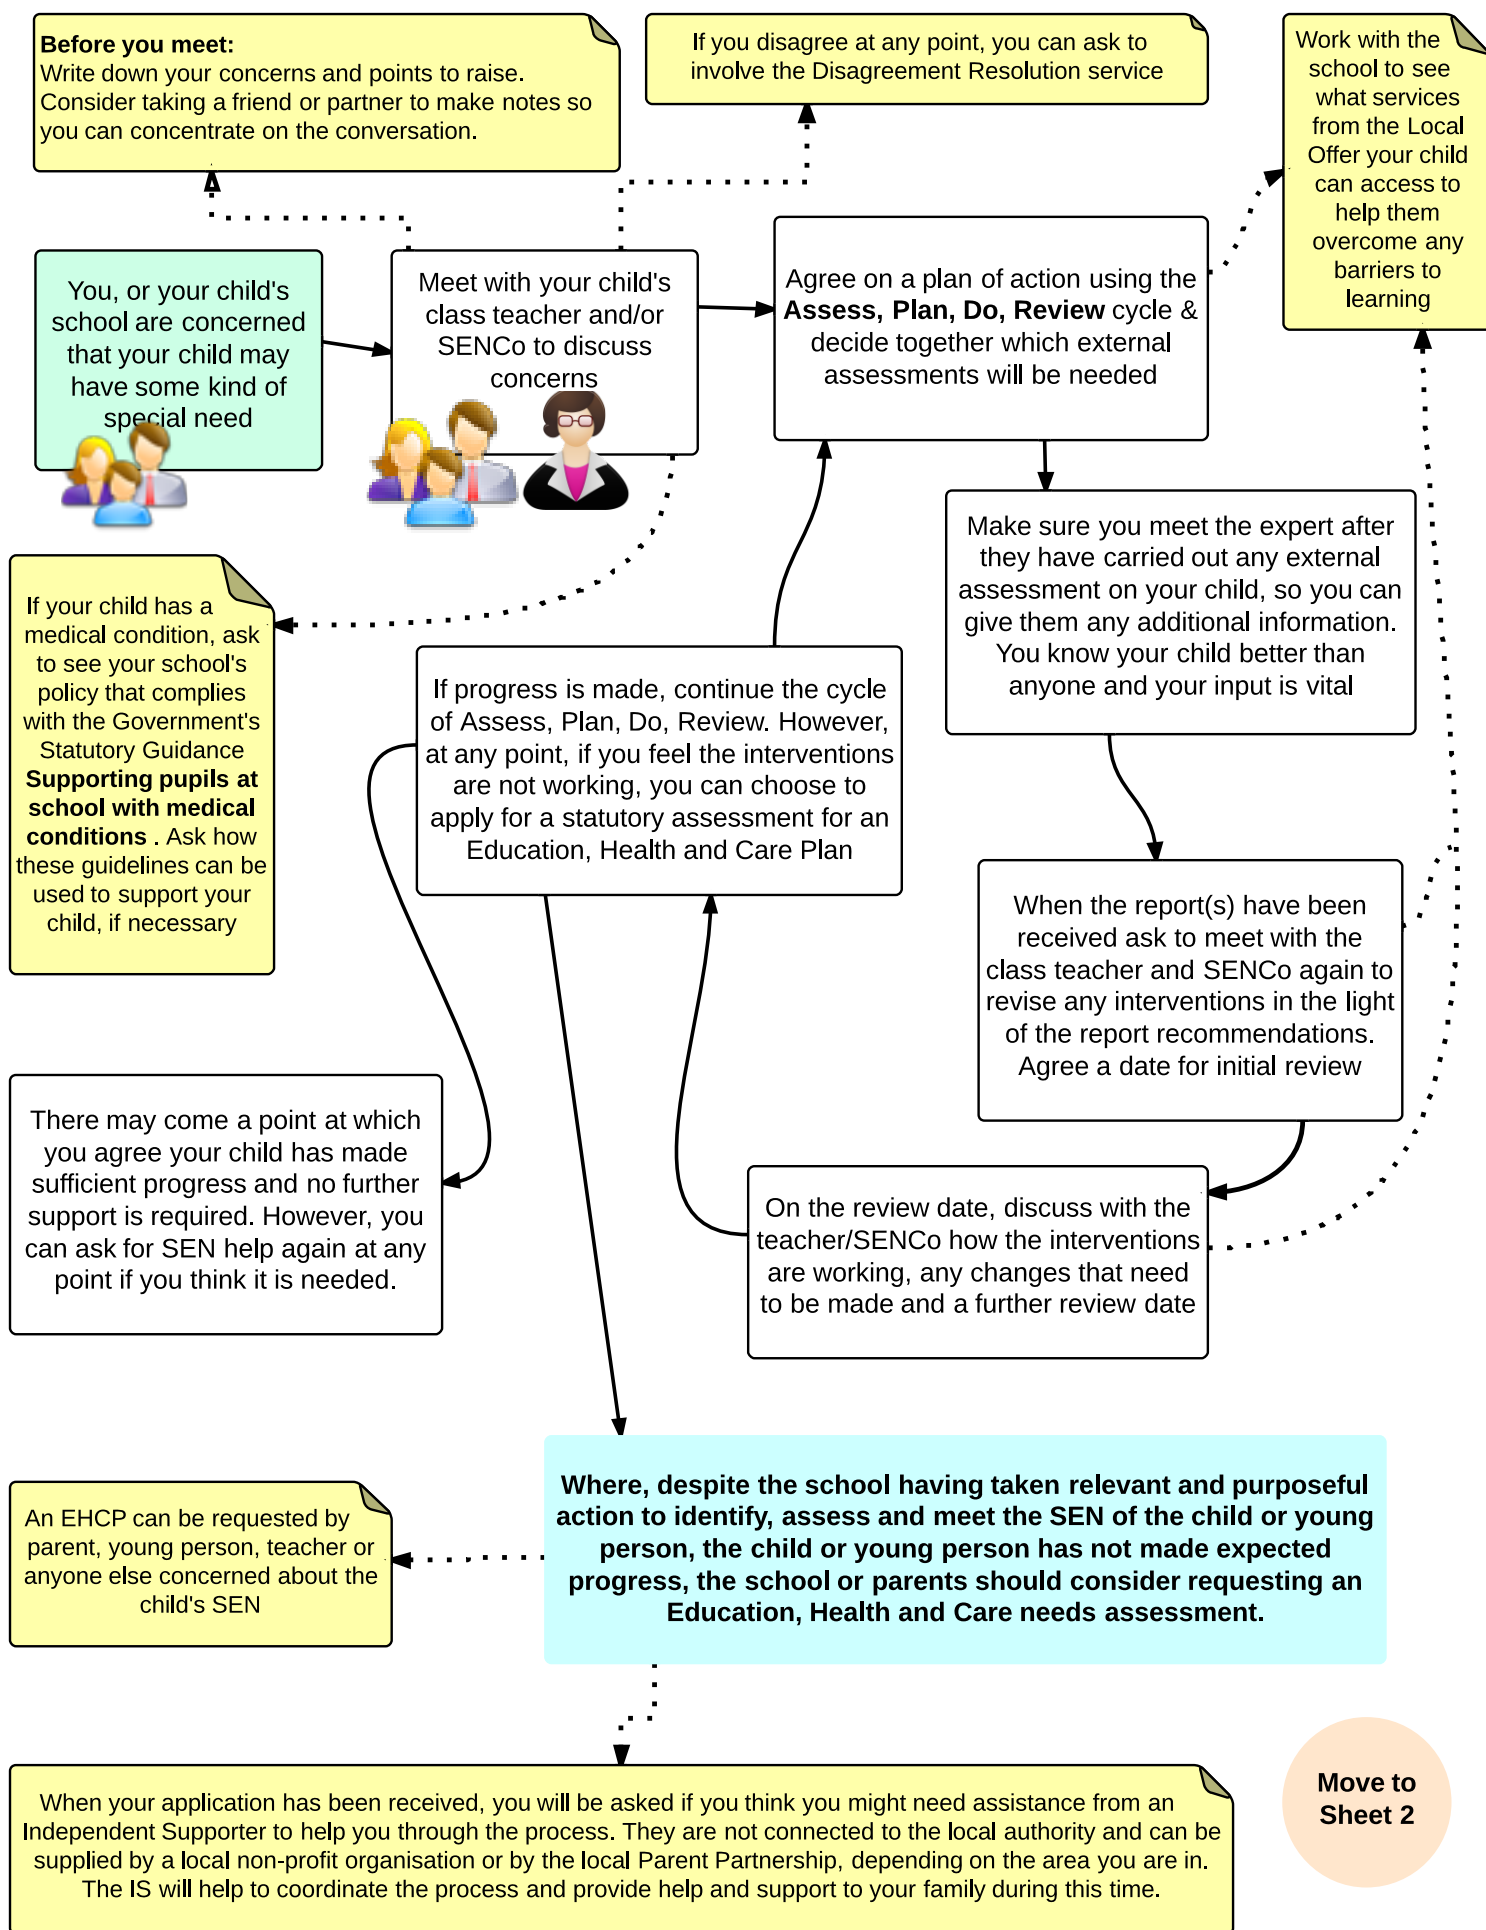 Before you meet:
Write down your concerns and points to raise.
Consider taking a friend or partner to make notes so
you can concentrate on the conversation.
If you disagree at any point, you can ask to
involve the Disagreement Resolution service
Work with the
school to see
what services
from the Local
Offer your child
can access to
help them
overcome any
barriers to
learning
You, or your child's
school are concerned
that your child may
have some kind of
special need
Meet with your child's
class teacher and/or
SENCo to discuss
concerns
Agree on a plan of action using the
Assess, Plan, Do, Review cycle &
decide together which external
assessments will be needed
Make sure you meet the expert after
they have carried out any external
assessment on your child, so you can
give them any additional information.
You know your child better than
anyone and your input is vital
If your child has a
medical condition, ask
to see your school's
policy that complies
with the Government's
Statutory Guidance
Supporting pupils at
school with medical
conditions . Ask how
these guidelines can be
used to support your
child, if necessary
If progress is made, continue the cycle
of Assess, Plan, Do, Review. However,
at any point, if you feel the interventions
are not working, you can choose to
apply for a statutory assessment for an
Education, Health and Care Plan
When the report(s) have been
received ask to meet with the
class teacher and SENCo again to
revise any interventions in the light
of the report recommendations.
Agree a date for initial review
There may come a point at which
you agree your child has made
sufficient progress and no further
support is required. However, you
can ask for SEN help again at any
point if you think it is needed.
On the review date, discuss with the
teacher/SENCo how the interventions
are working, any changes that need
to be made and a further review date
Where, despite the school having taken relevant and purposeful
action to identify, assess and meet the SEN of the child or young
person, the child or young person has not made expected
progress, the school or parents should consider requesting an
Education, Health and Care needs assessment.
An EHCP can be requested by
parent, young person, teacher or
anyone else concerned about the
child's SEN
When your application has been received, you will be asked if you think you might need assistance from an
Independent Supporter to help you through the process. They are not connected to the local authority and can be
supplied by a local non-profit organisation or by the local Parent Partnership, depending on the area you are in.
The IS will help to coordinate the process and provide help and support to your family during this time.
Move to
Sheet 2